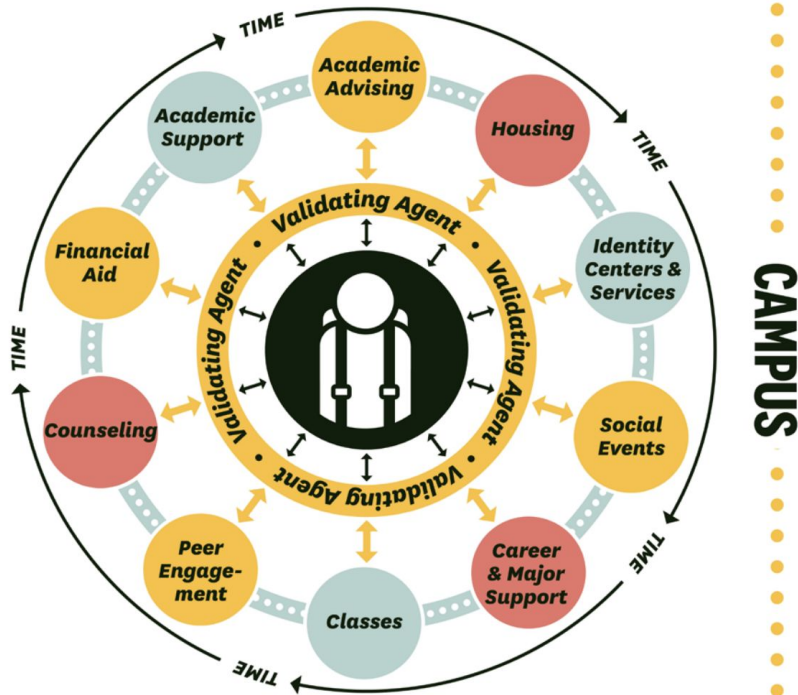 TIME
Academic
Advising
Housing
TIME
Identity
Centers &
Services
Social
Events
TIME
Career
& Major
Support
Classes
TIME
Peer
Engage-
ment
Counseling
TIME
Financial
Aid
Academic
Support
Validating Agent
Validating Agent
Validating Agent
Validating Agent
CAMPUS